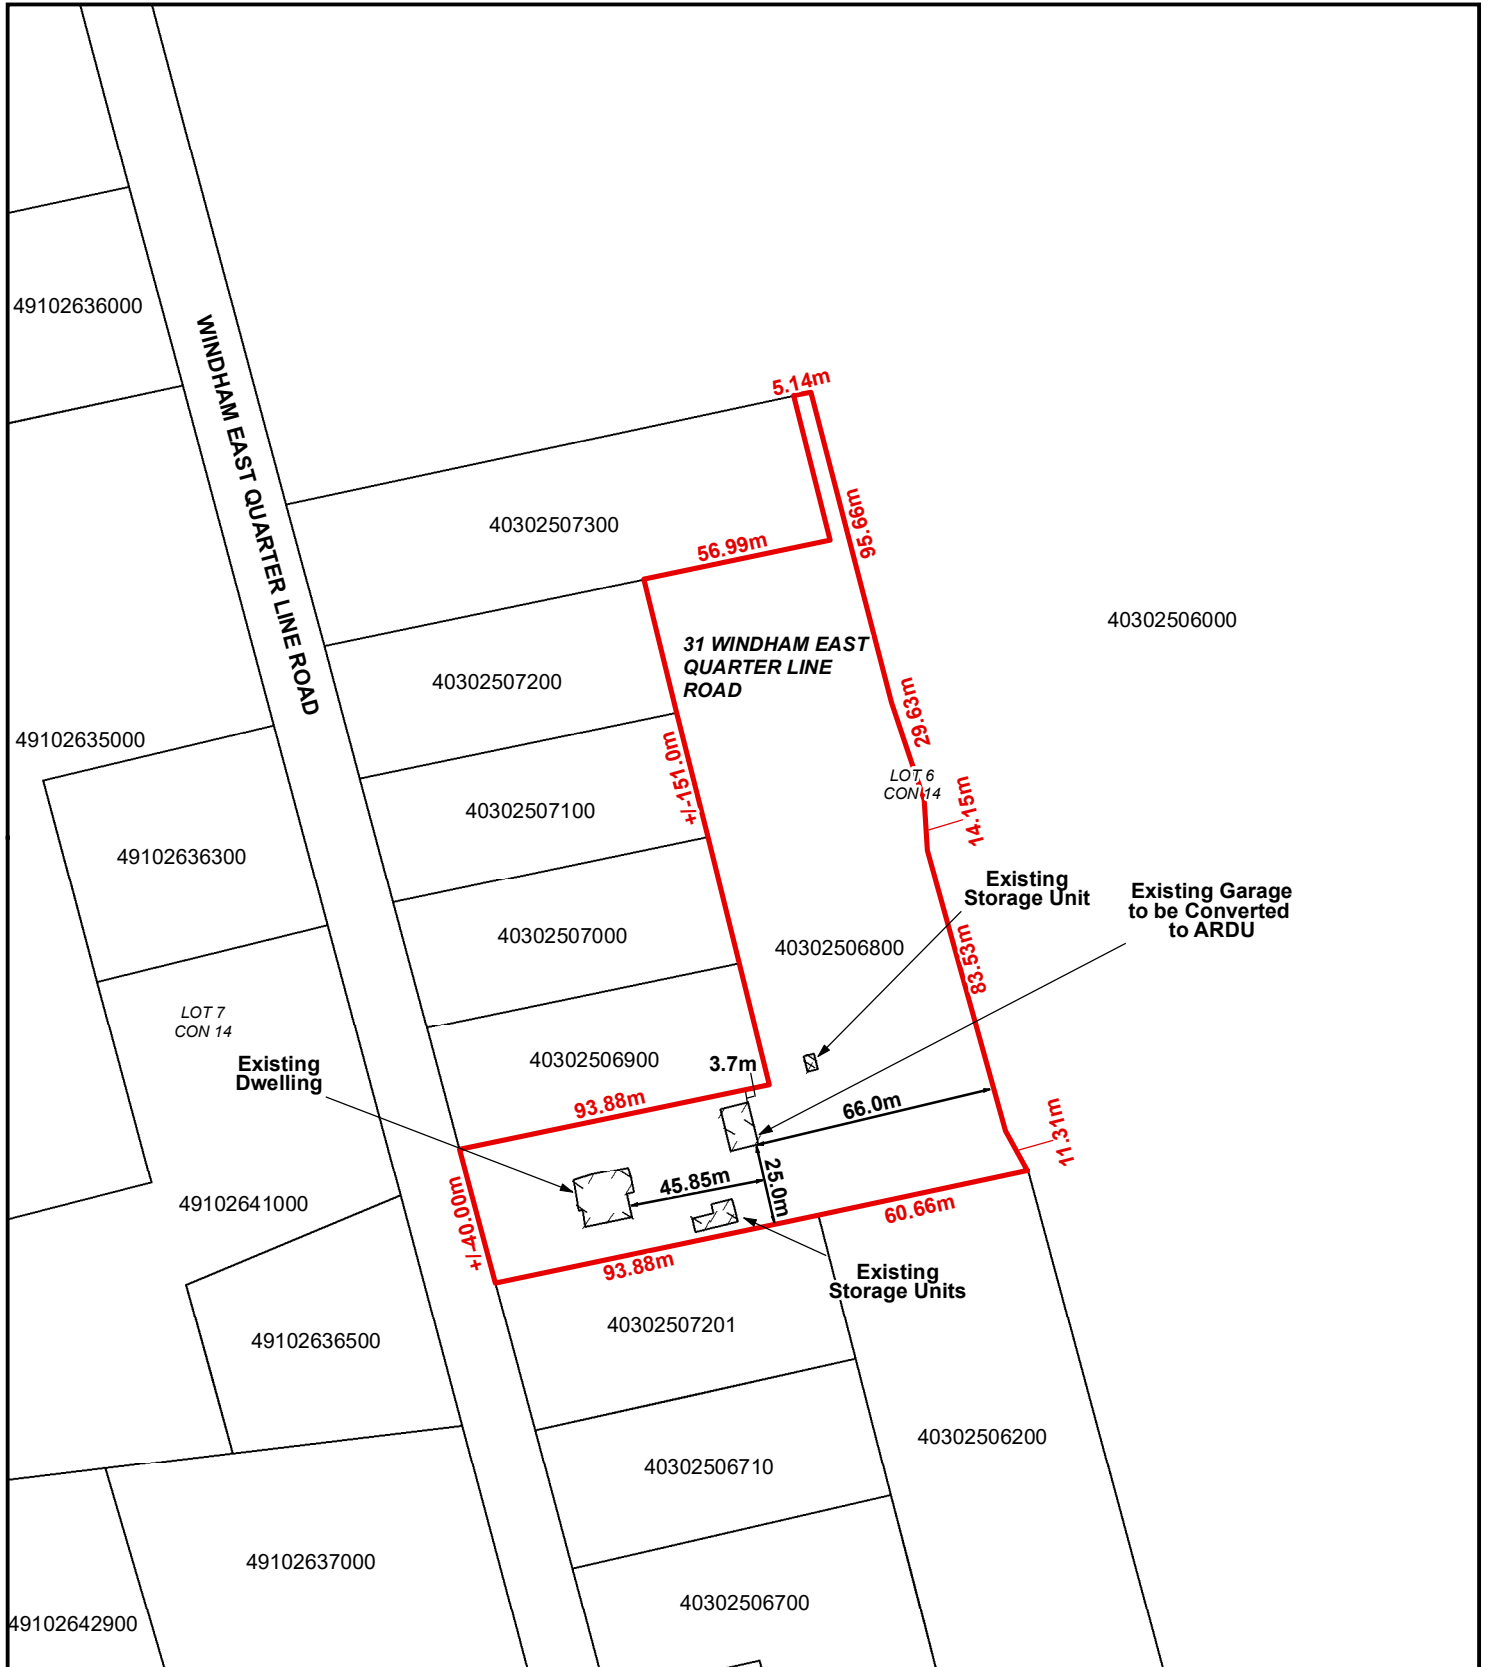 49102636000
WINDHAM EAST QUARTER LINE ROAD
5.14m
95.66m
40302507300
56.99m
40302506000
31 WINDHAM EAST
QUARTER LINE
ROAD
40302507200
29.63m
49102635000
+/-151.0m
LOT 6
CON 14
14.15m
40302507100
49102636300
Existing
Storage Unit
Existing Garage
to be Converted
to ARDU
40302507000
40302506800
83.53m
LOT 7
CON 14
Existing
Dwelling
40302506900
3.7m
93.88m
66.0m
11.31m
45.85m
25.0m
49102641000
+/-40.00m
60.66m
93.88m
Existing
Storage Units
40302507201
49102636500
40302506200
40302506710
49102637000
40302506700
49102642900